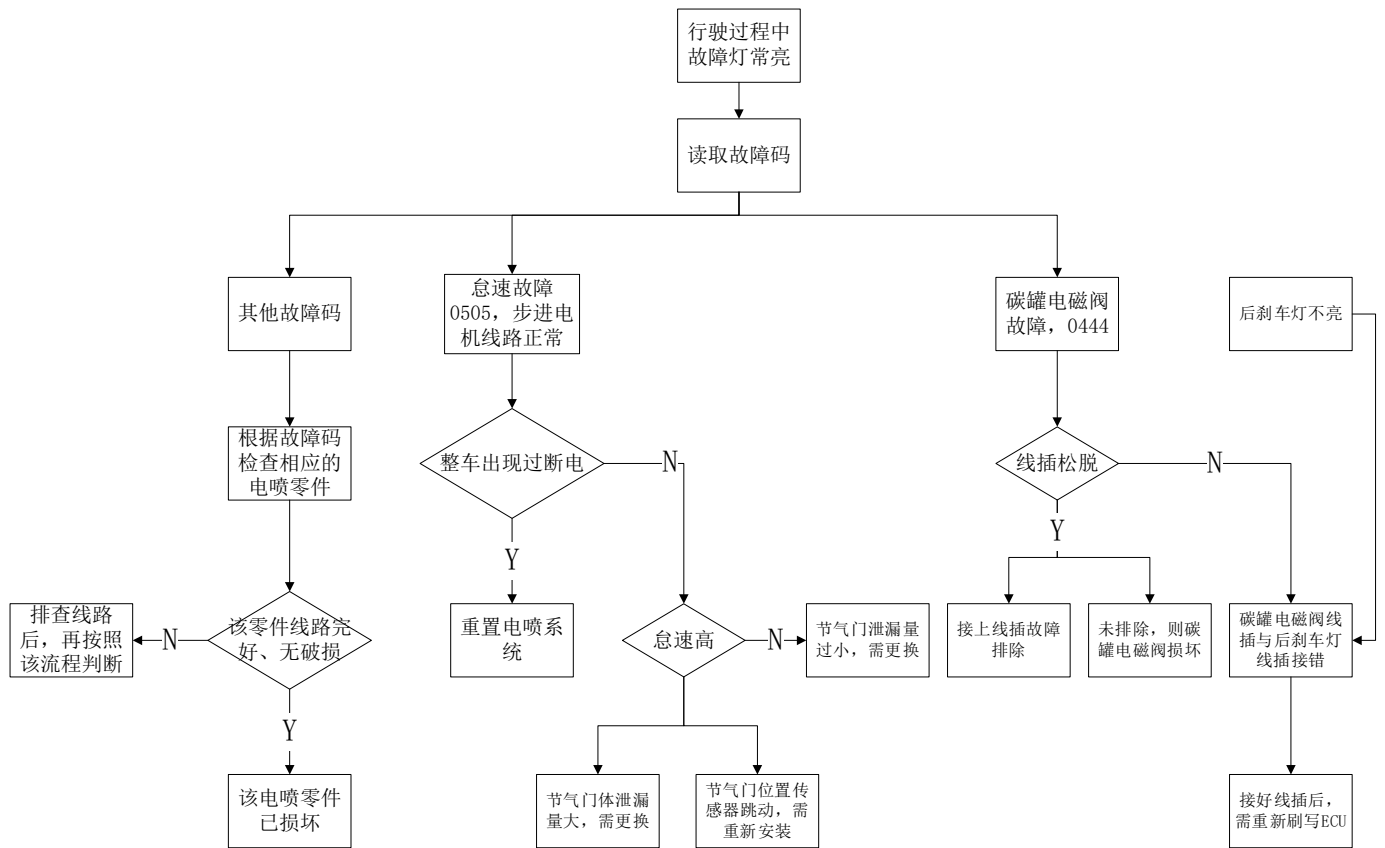 行驶过程中
故障灯常亮
读取故障码
其他故障码
怠速故障
0505，步进电
机线路正常
碳罐电磁阀
故障，0444
后刹车灯不亮
根据故障码
检查相应的
电喷零件
整车出现过断电
N
线插松脱
N
Y
Y
排查线路
后，再按照
该流程判断
N
该零件线路完
好、无破损
重置电喷系
统
怠速高
N
节气门泄漏量
过小，需更换
接上线插故障
排除
未排除，则碳
罐电磁阀损坏
碳罐电磁阀线
插与后刹车灯
线插接错
Y
该电喷零件
已损坏
节气门体泄漏
量大，需更换
节气门位置传
感器跳动，需
重新安装
接好线插后，
需重新刷写ECU